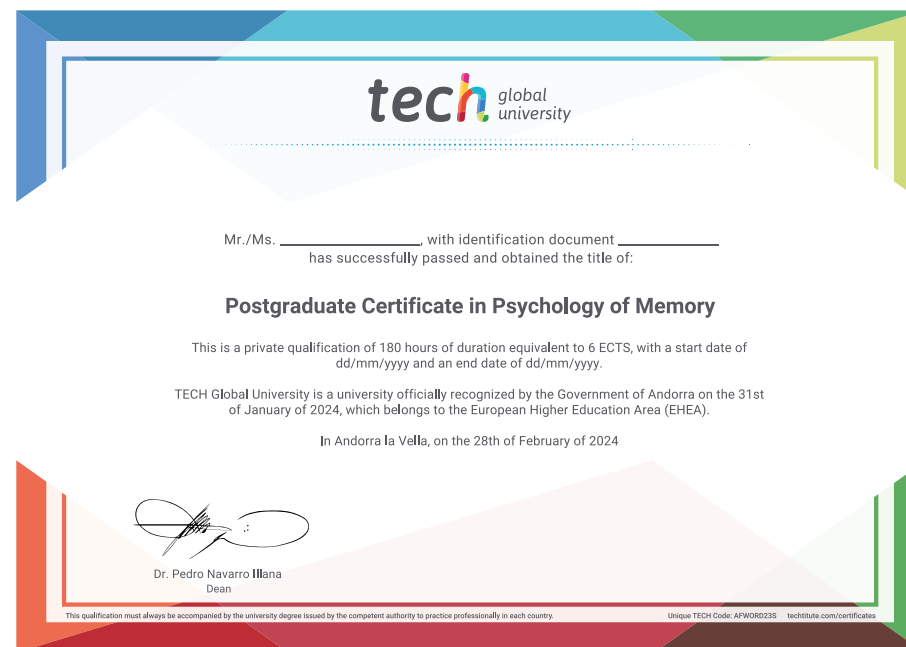 tech global
university
Mr./Ms. ____________________, with identification document ______________
has successfully passed and obtained the title of:
Postgraduate Certificate in Psychology of Memory
This is a private qualification of 180 hours of duration equivalent to 6 ECTS, with a start date of
dd/mm/yyyy and an end date of dd/mm/yyyy.
TECH Global University is a university officially recognized by the Government of Andorra on the 31st
of January of 2024, which belongs to the European Higher Education Area (EHEA).
In Andorra la Vella, on the 28th of February of 2024
Dr. Pedro Navarro Illana
Dean
This qualification must always be accompanied by the university degree issued by the competent authority to practice professionally in each country.
Unique TECH Code: AFWORD23S techtitute.com/certificates